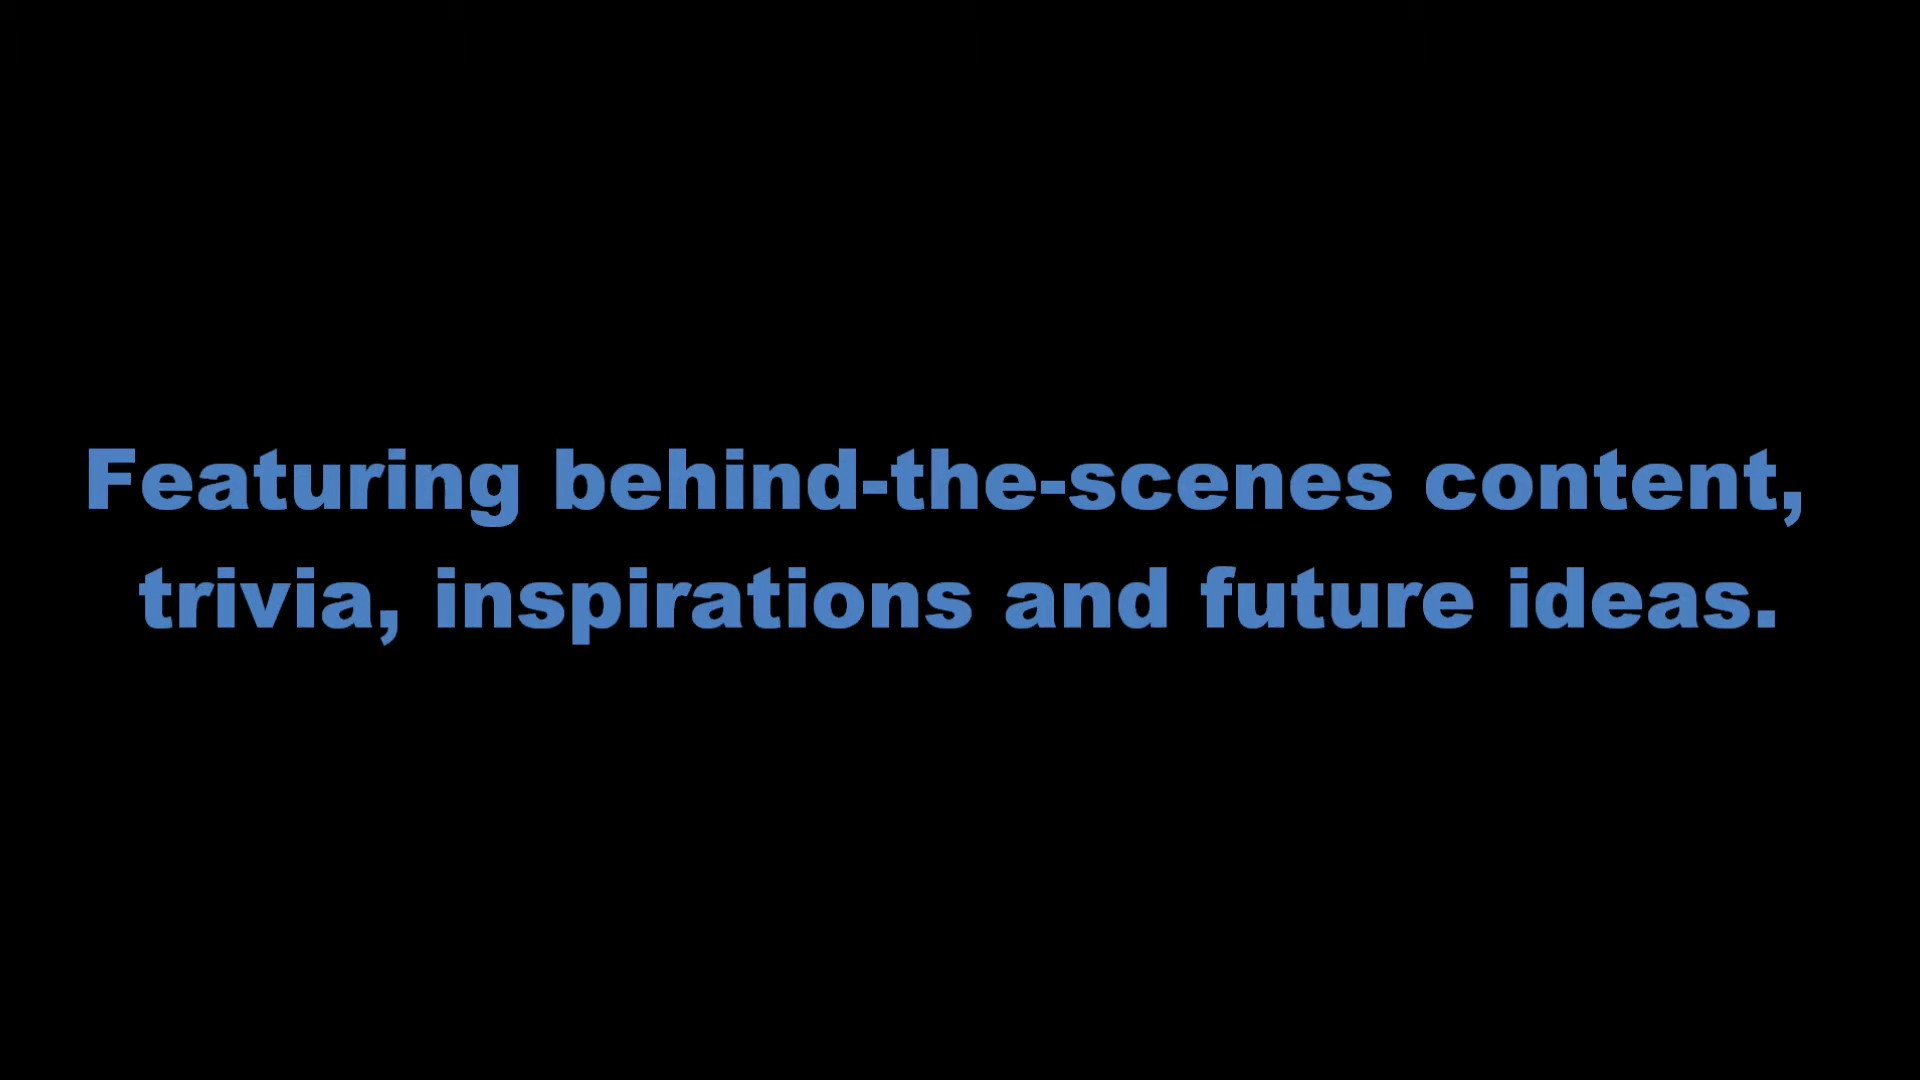 Featuring behind-the-scenes content,
trivia, inspirations and future ideas.